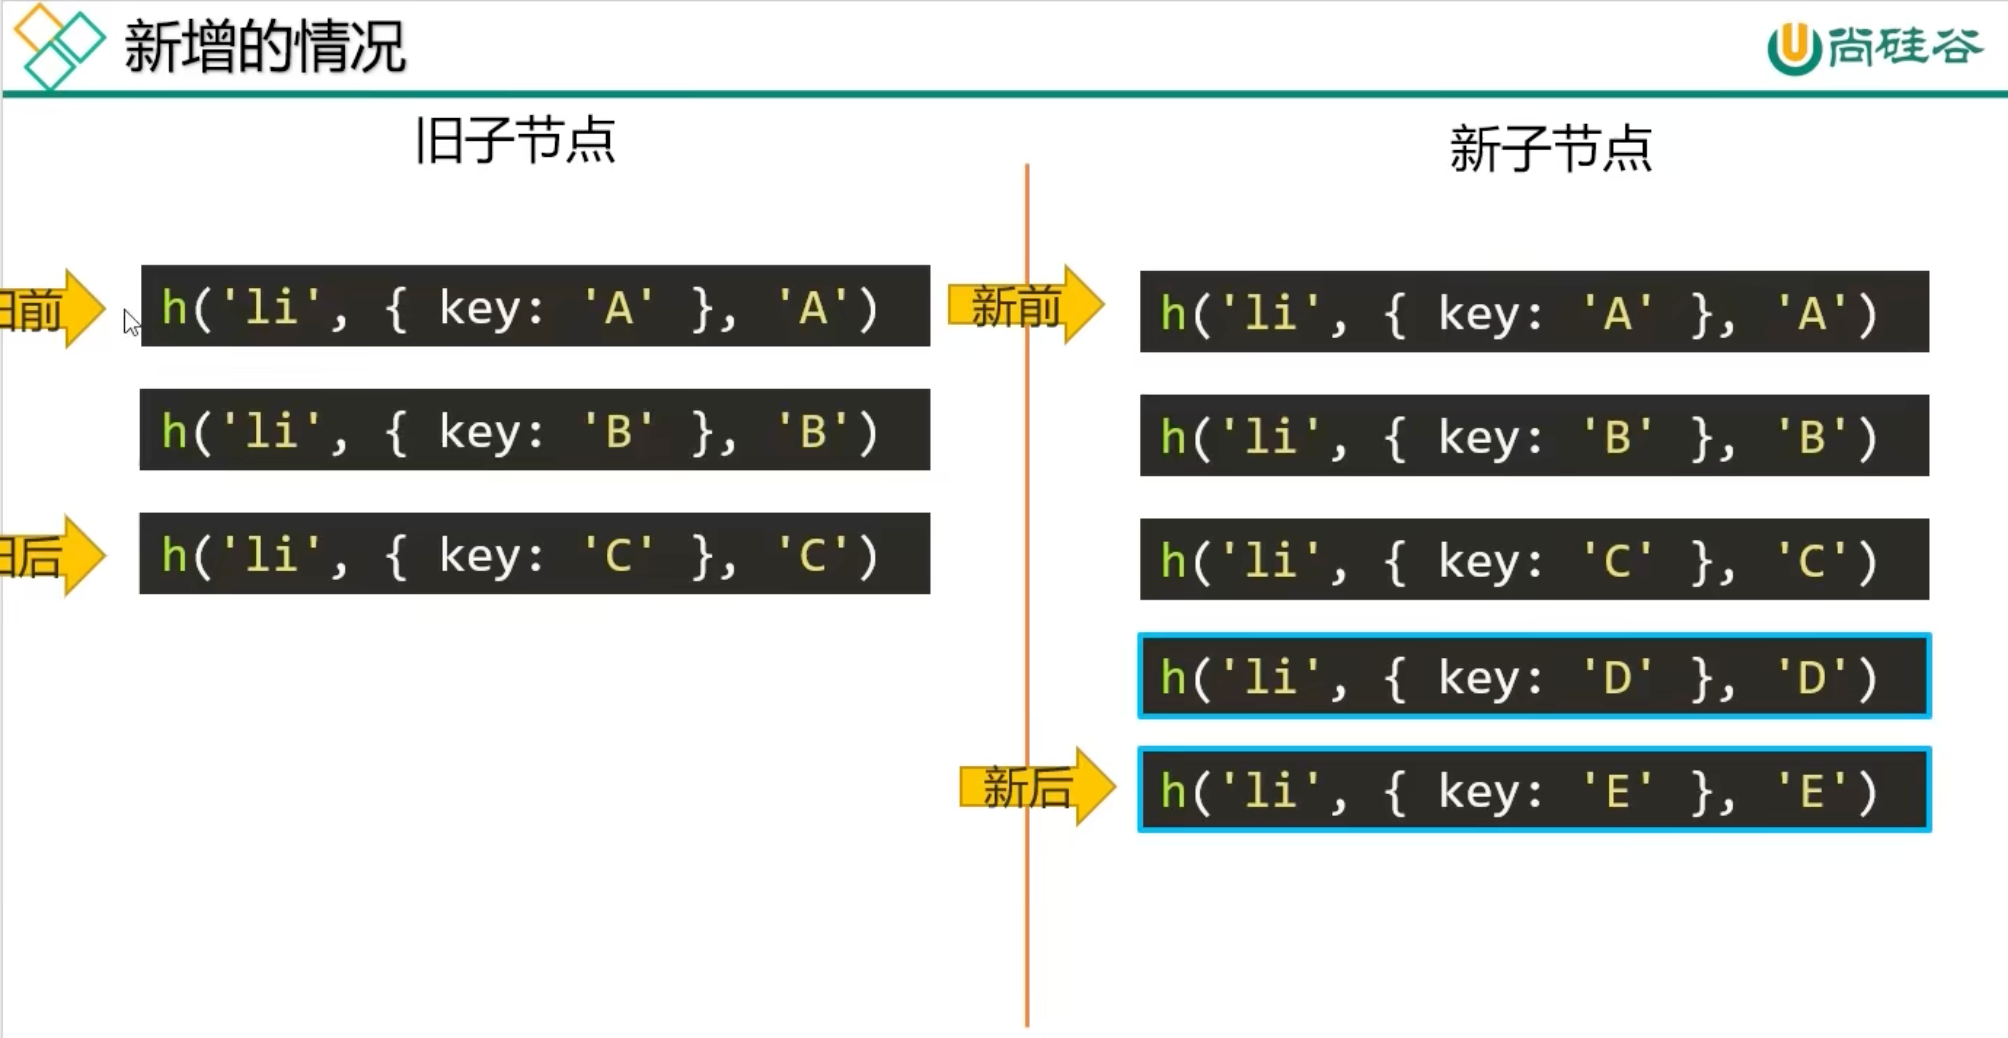 新增的情况
尚硅谷
旧子节点
旧前
h('li', { key: 'A' }, 'A')
h('li', { key: 'B' }, 'B')
旧后
h('li', { key: 'C' }, 'C')
新子节点
新前
h('li', { key: 'A' }, 'A')
h('li', { key: 'B' }, 'B')
h('li', { key: 'C' }, 'C')
h('li', { key: 'D' }, 'D')
新后
h('li', { key: 'E' }, 'E')